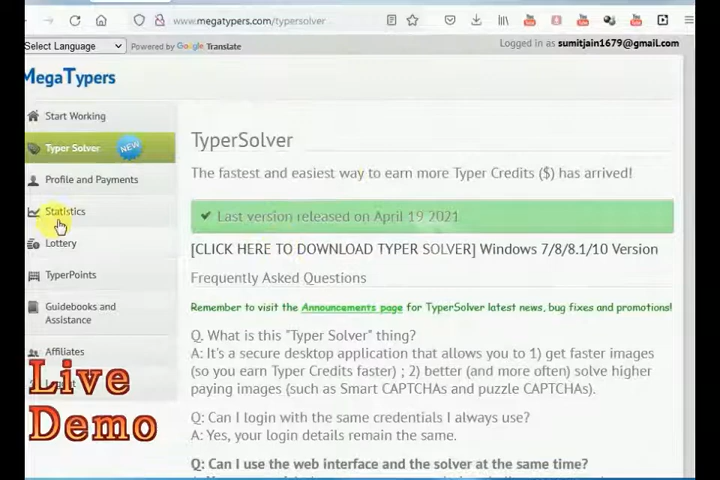 www.megatypers.com/typersolver
Select Language
Powered by Google Translate
Logged in as sumitjain1679@gmail.com
MegaTypers
Start Working
Typer Solver NEW
Profile and Payments
Statistics
Lottery
TyperPoints
Guidebooks and
Assistance
Affiliates
Live
Demo
TyperSolver
The fastest and easiest way to earn more Typer Credits ($) has arrived!
Last version released on April 19 2021
[CLICK HERE TO DOWNLOAD TYPER SOLVER] Windows 7/8/8.1/10 Version
Frequently Asked Questions
Remember to visit the Announcements page for TyperSolver latest news, bug fixes and promotions!
Q. What is this "Typer Solver" thing?
A: It's a secure desktop application that allows you to 1) get faster images
(so you earn Typer Credits faster) ; 2) better (and more often) solve higher
paying images (such as Smart CAPTCHAs and puzzle CAPTCHAs).
Q: Can I login with the same credentials I always use?
A: Yes, your login details remain the same.
Q: Can I use the web interface and the solver at the same time?